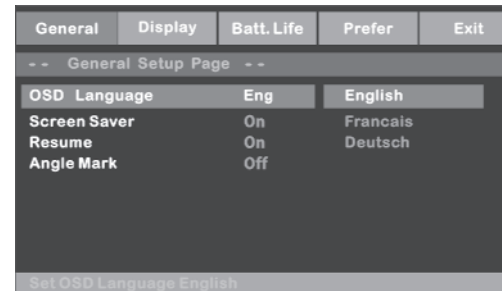 General Display Batt. Life Prefer Exit
-- General Setup Page --
OSD Language Eng English
Screen Saver On Francais
Resume On Deutsch
Angle Mark Off
Set OSD Language English